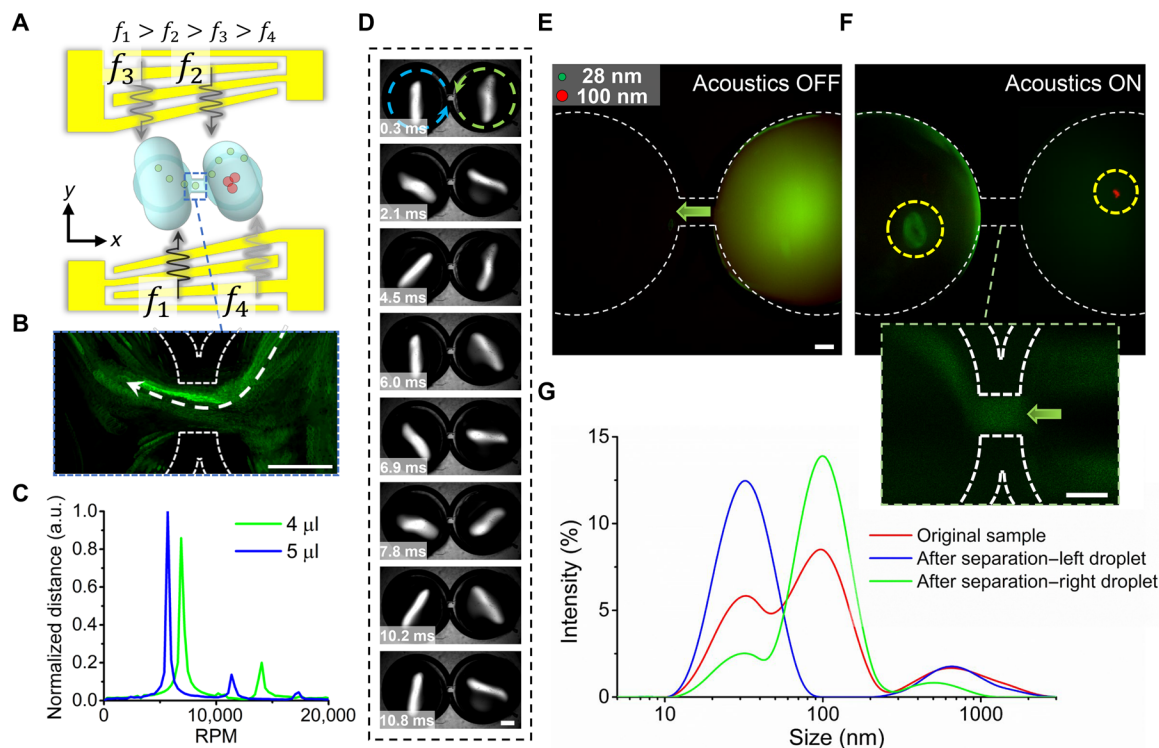 A
f₁ > f₂ > f₃ > f₄
f₃
f₂
y
x
f₁
f₄
B
C
Normalized distance (a.u.)
1.0
0.8
0.6
0.4
0.2
0.0
4 µl
5 µl
0
10,000
20,000
RPM
D
0.3 ms
2.1 ms
4.5 ms
6.0 ms
6.9 ms
7.8 ms
10.2 ms
10.8 ms
E
28 nm
100 nm
Acoustics OFF
F
Acoustics ON
G
Intensity (%)
15
10
5
0
Original sample
After separation–left droplet
After separation–right droplet
10
100
1000
Size (nm)